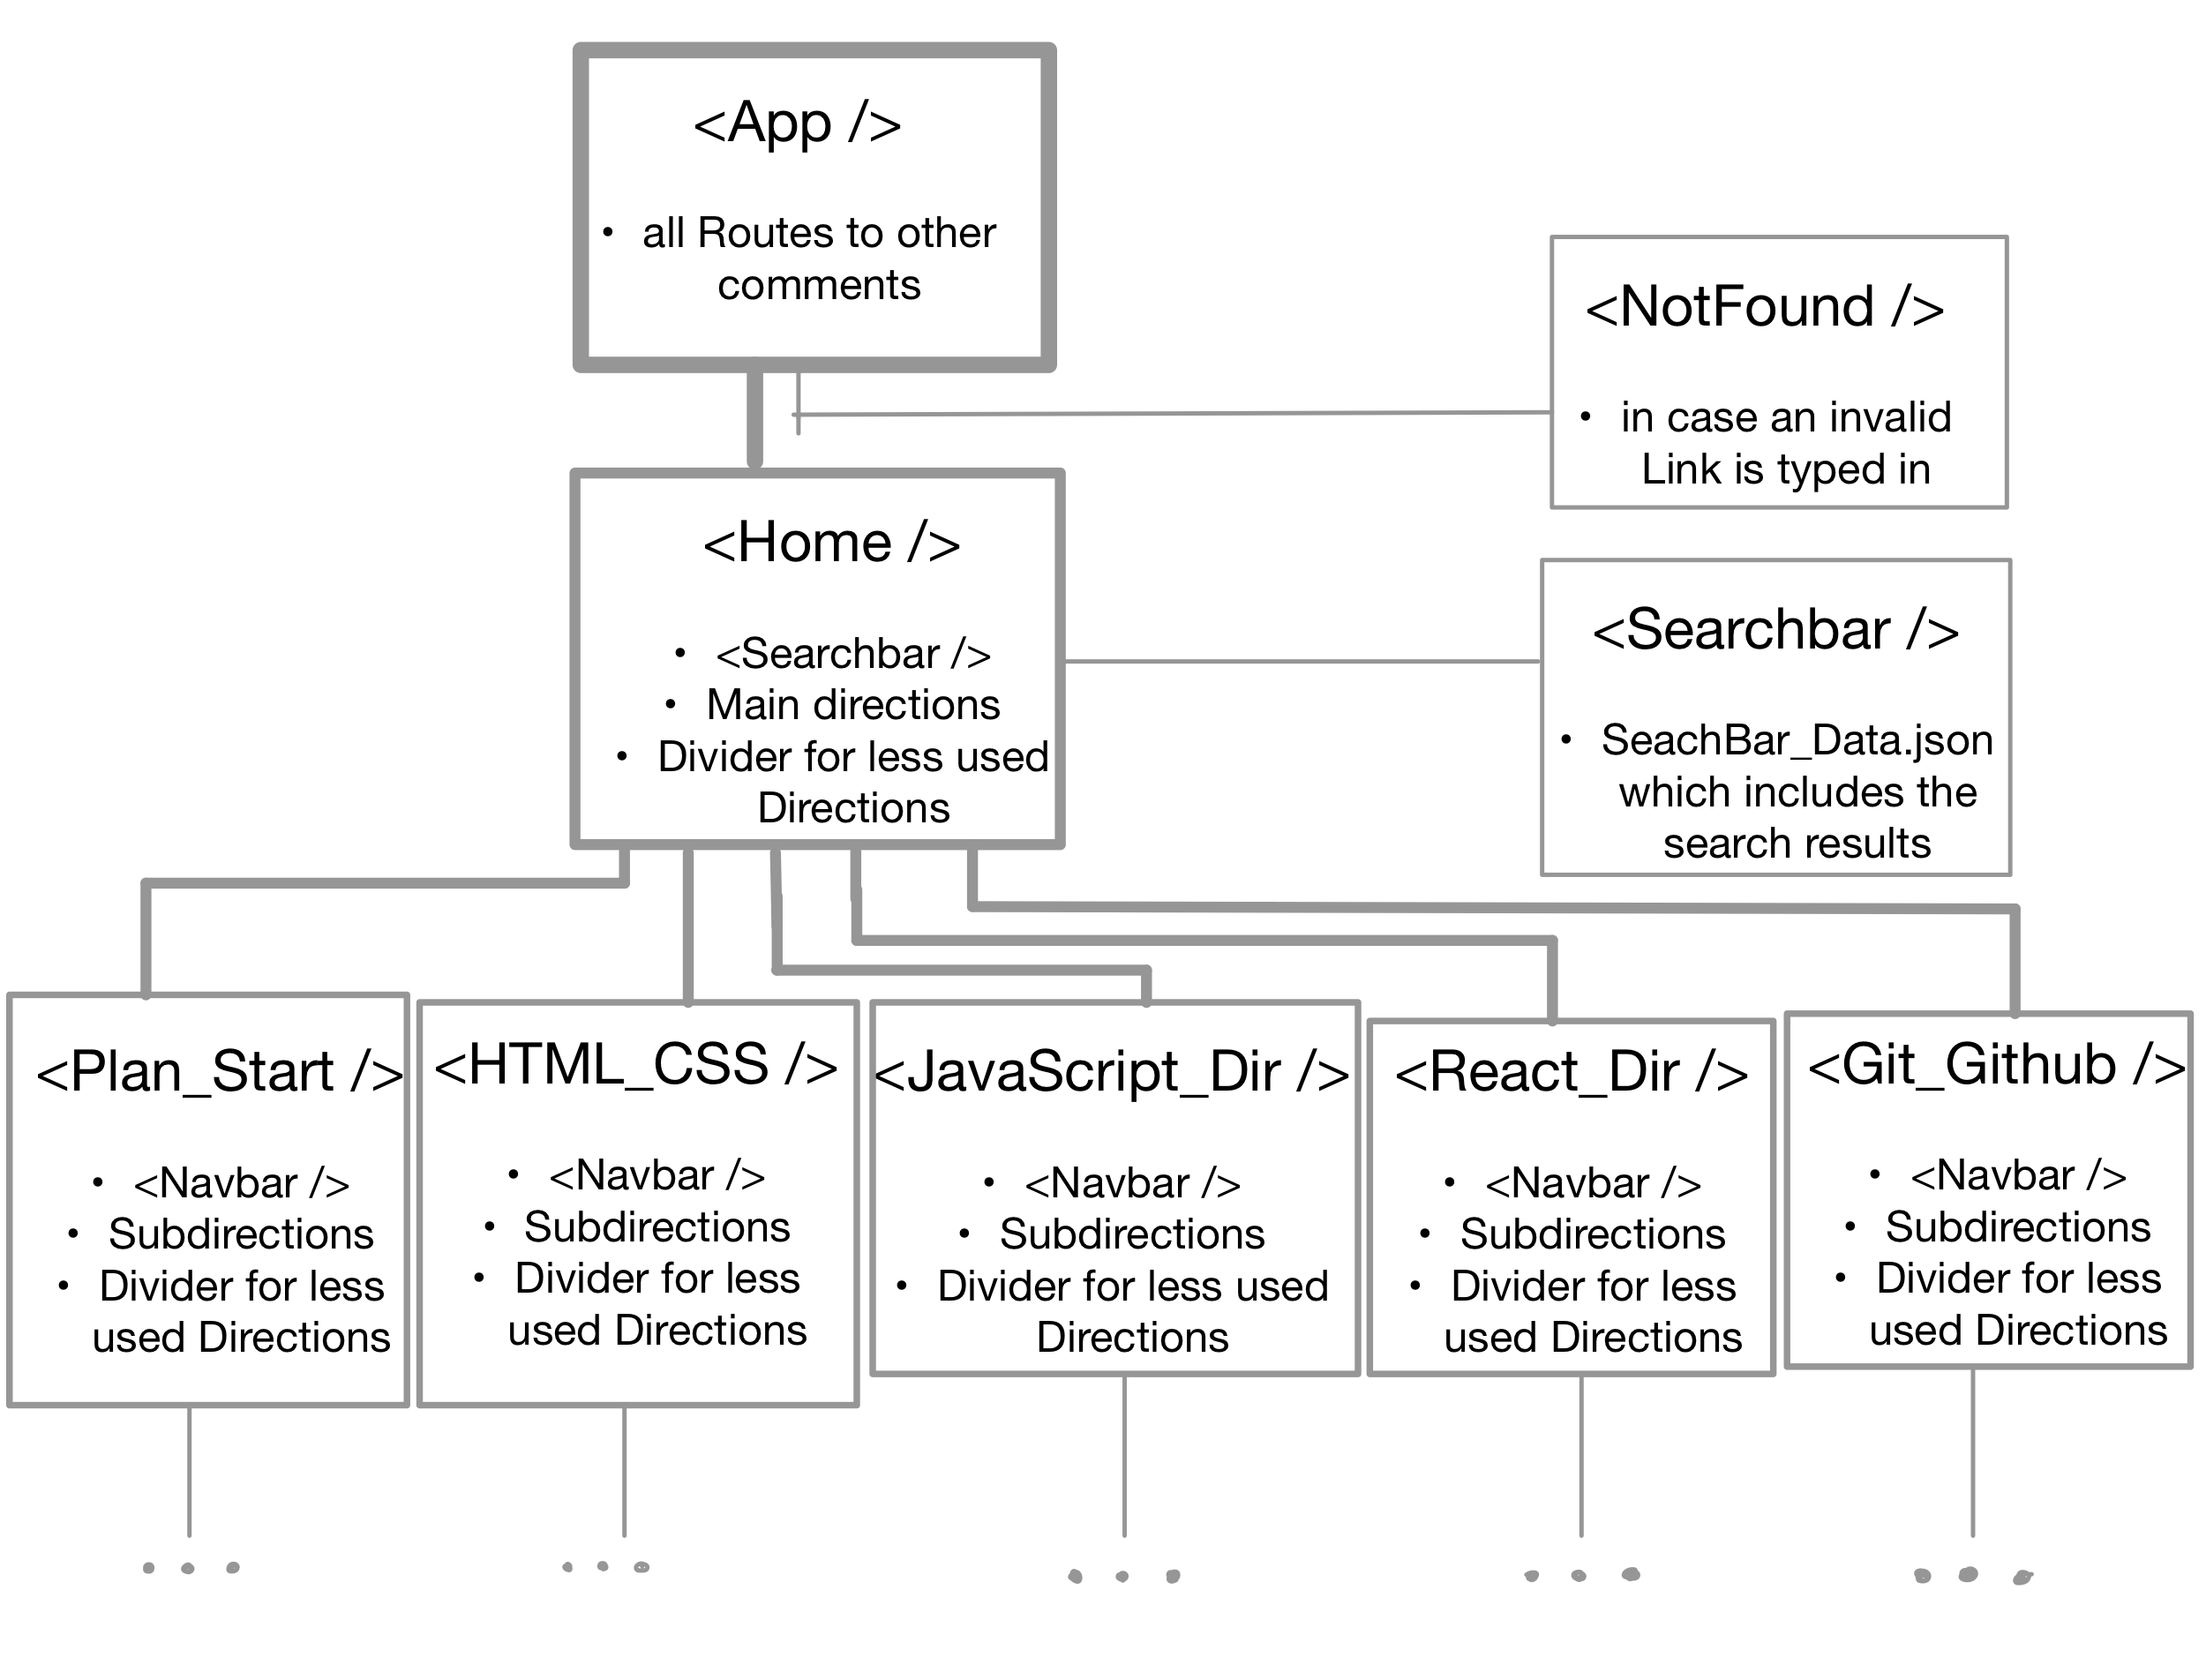 <App />
• all Routes to other
comments
<NotFound />
• in case an invalid
Link is typed in
<Home />
• <Searchbar />
• Main directions
• Divider for less used
Directions
<Searchbar />
• SeachBar_Data.json
which includes the
search results
<Plan_Start />
• <Navbar />
• Subdirections
• Divider for less
used Directions
<HTML_CSS />
• <Navbar />
• Subdirections
• Divider for less
used Directions
<JavaScript_Dir />
• <Navbar />
• Subdirections
• Divider for less used
Directions
<React_Dir />
• <Navbar />
• Subdirections
• Divider for less
used Directions
<Git_Github />
• <Navbar />
• Subdirections
• Divider for less
used Directions